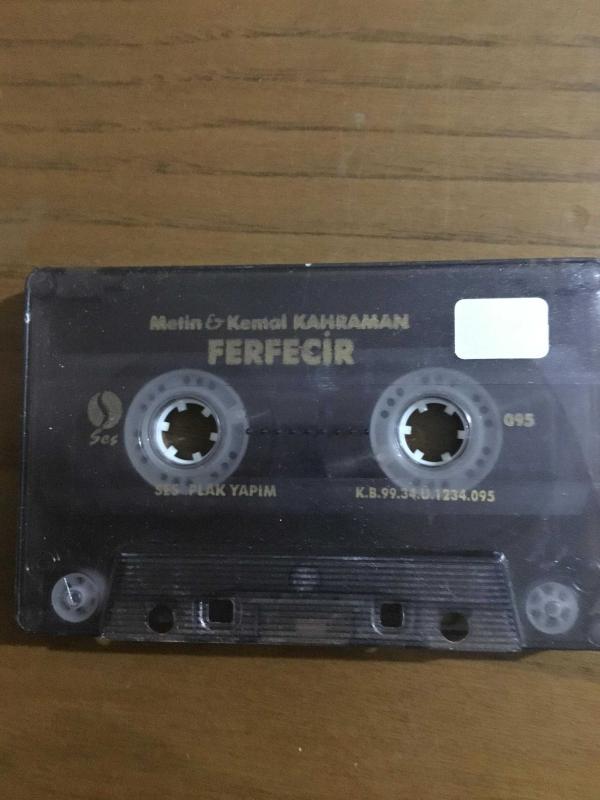 Metin & Kemal KAHRAMAN
FERFECİR
Ses
095
SES PLAK YAPIM
K.B.99.34.Ü.1234.095